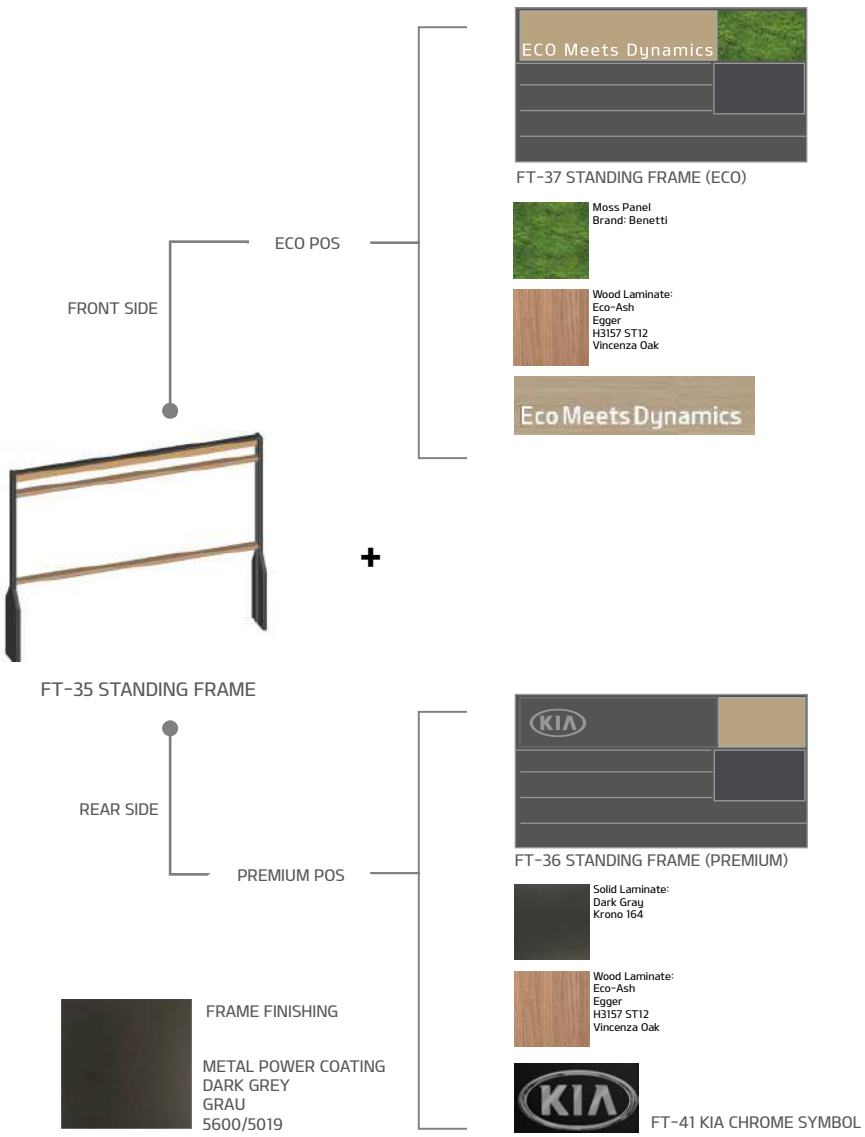 ECO Meets Dynamics
FT-37 STANDING FRAME (ECO)
Moss Panel
Brand: Benetti
ECO POS
FRONT SIDE
Wood Laminate:
Eco-Ash
Egger
H3157 ST12
Vincenza Oak
Eco Meets Dynamics
+
FT-35 STANDING FRAME
KIA
REAR SIDE
FT-36 STANDING FRAME (PREMIUM)
PREMIUM POS
Solid Laminate:
Dark Gray
Krono 164
Wood Laminate:
Eco-Ash
Egger
H3157 ST12
Vincenza Oak
FRAME FINISHING
METAL POWER COATING
DARK GREY
GRAU
5600/5019
KIA
FT-41 KIA CHROME SYMBOL